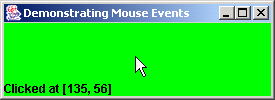 Demonstrating Mouse Events
Clicked at [135, 56]